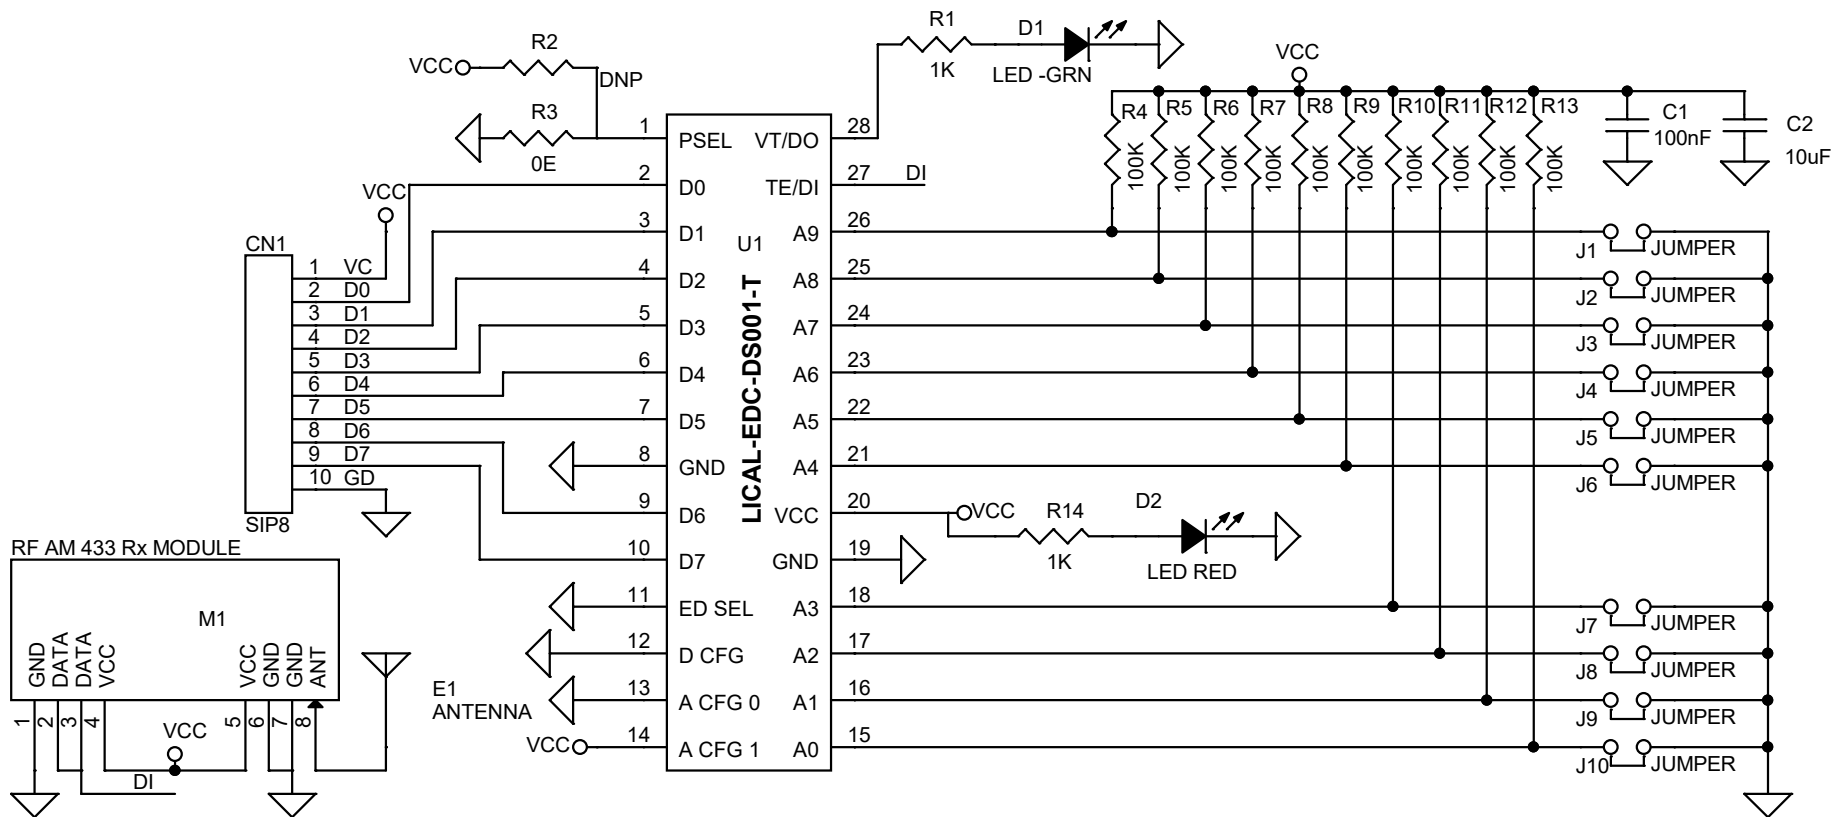 R1
1K
D1
LED -GRN
R2
VCC
DNP
R3
0E
VCC
R4 R5 R6 R7 R8 R9 R10 R11 R12 R13
100K 100K 100K 100K 100K 100K 100K 100K 100K 100K
C1
100nF
C2
10uF
U1
LICAL-EDC-DS001-T
1 PSEL VT/DO 28
2 D0 TE/DI 27 DI
3 D1 A9 26
4 D2 A8 25
5 D3 A7 24
6 D4 A6 23
7 D5 A5 22
8 GND A4 21
9 D6 VCC 20
10 D7 GND 19
11 ED SEL A3 18
12 D CFG A2 17
13 A CFG 0 A1 16
VCC 14 A CFG 1 A0 15
VCC
CN1
1 VC
2 D0
3 D1
4 D2
5 D3
6 D4
7 D5
8 D6
9 D7
10 GD
SIP8
VCC
R14
1K
D2
LED RED
J1 JUMPER
J2 JUMPER
J3 JUMPER
J4 JUMPER
J5 JUMPER
J6 JUMPER
J7 JUMPER
J8 JUMPER
J9 JUMPER
J10 JUMPER
RF AM 433 Rx MODULE
M1
GND DATA DATA VCC VCC GND GND ANT
1 2 3 4 5 6 7 8
VCC
DI
E1
ANTENNA